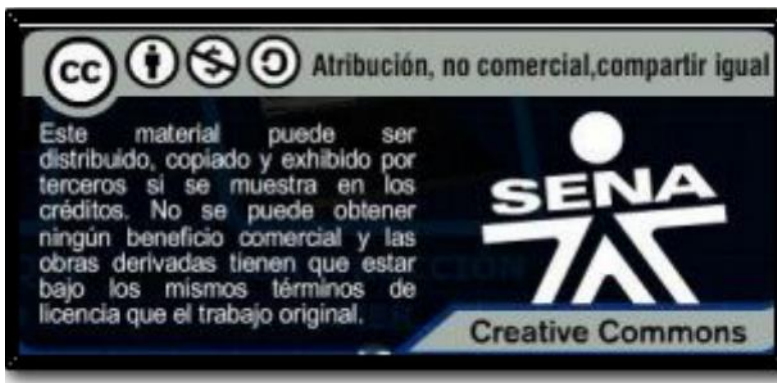 cc Atribución, no comercial,compartir igual
Este material puede ser
distribuido, copiado y exhibido por
terceros si se muestra en los
créditos. No se puede obtener
ningún beneficio comercial y las
obras derivadas tienen que estar
bajo los mismos términos de
licencia que el trabajo original.
SENA
Creative Commons